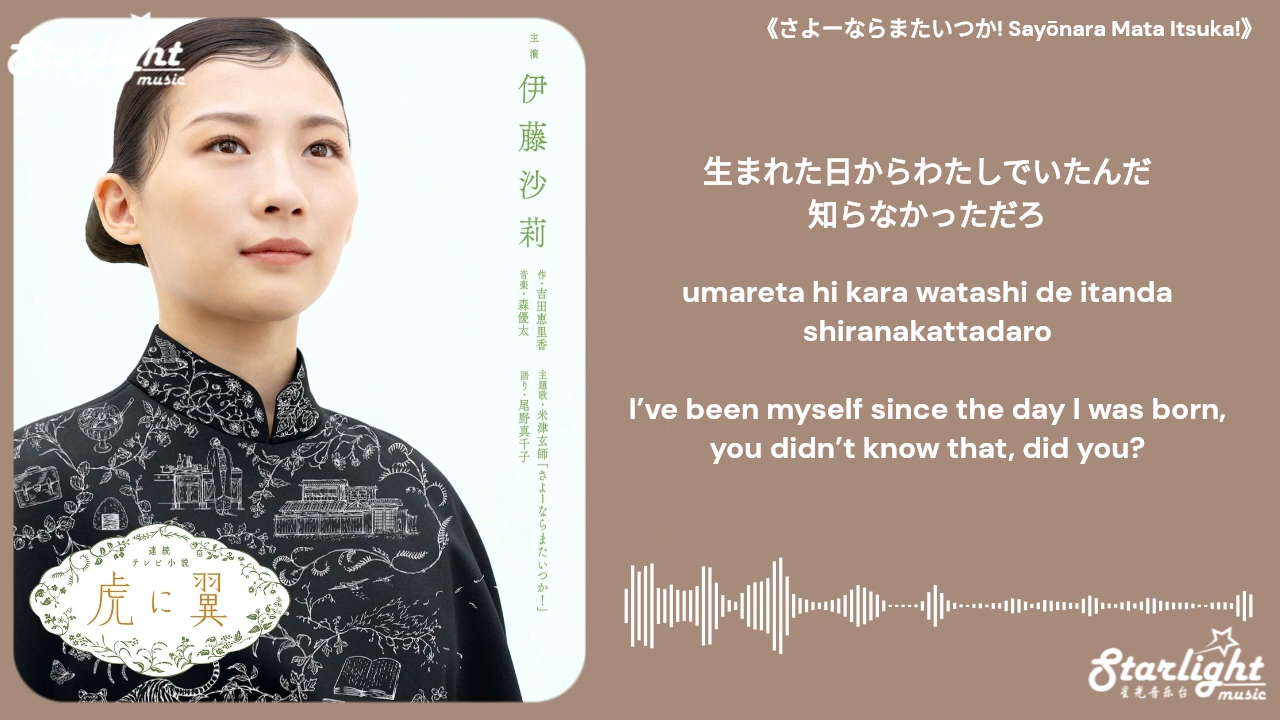 Starlight
music
《さよーならまたいつか! Sayōnara Mata Itsuka!》
主演
伊藤沙莉
作・吉田恵里香
音楽・森優太
主題歌・米津玄師「さよーならまたいつか！」
語り・尾野真千子
連続
テレビ小説
虎に翼
生まれた日からわたしでいたんだ
知らなかっただろ
umareta hi kara watashi de itanda
shiranakattadaro
I’ve been myself since the day I was born,
you didn’t know that, did you?
Starlight
星光音乐台
music